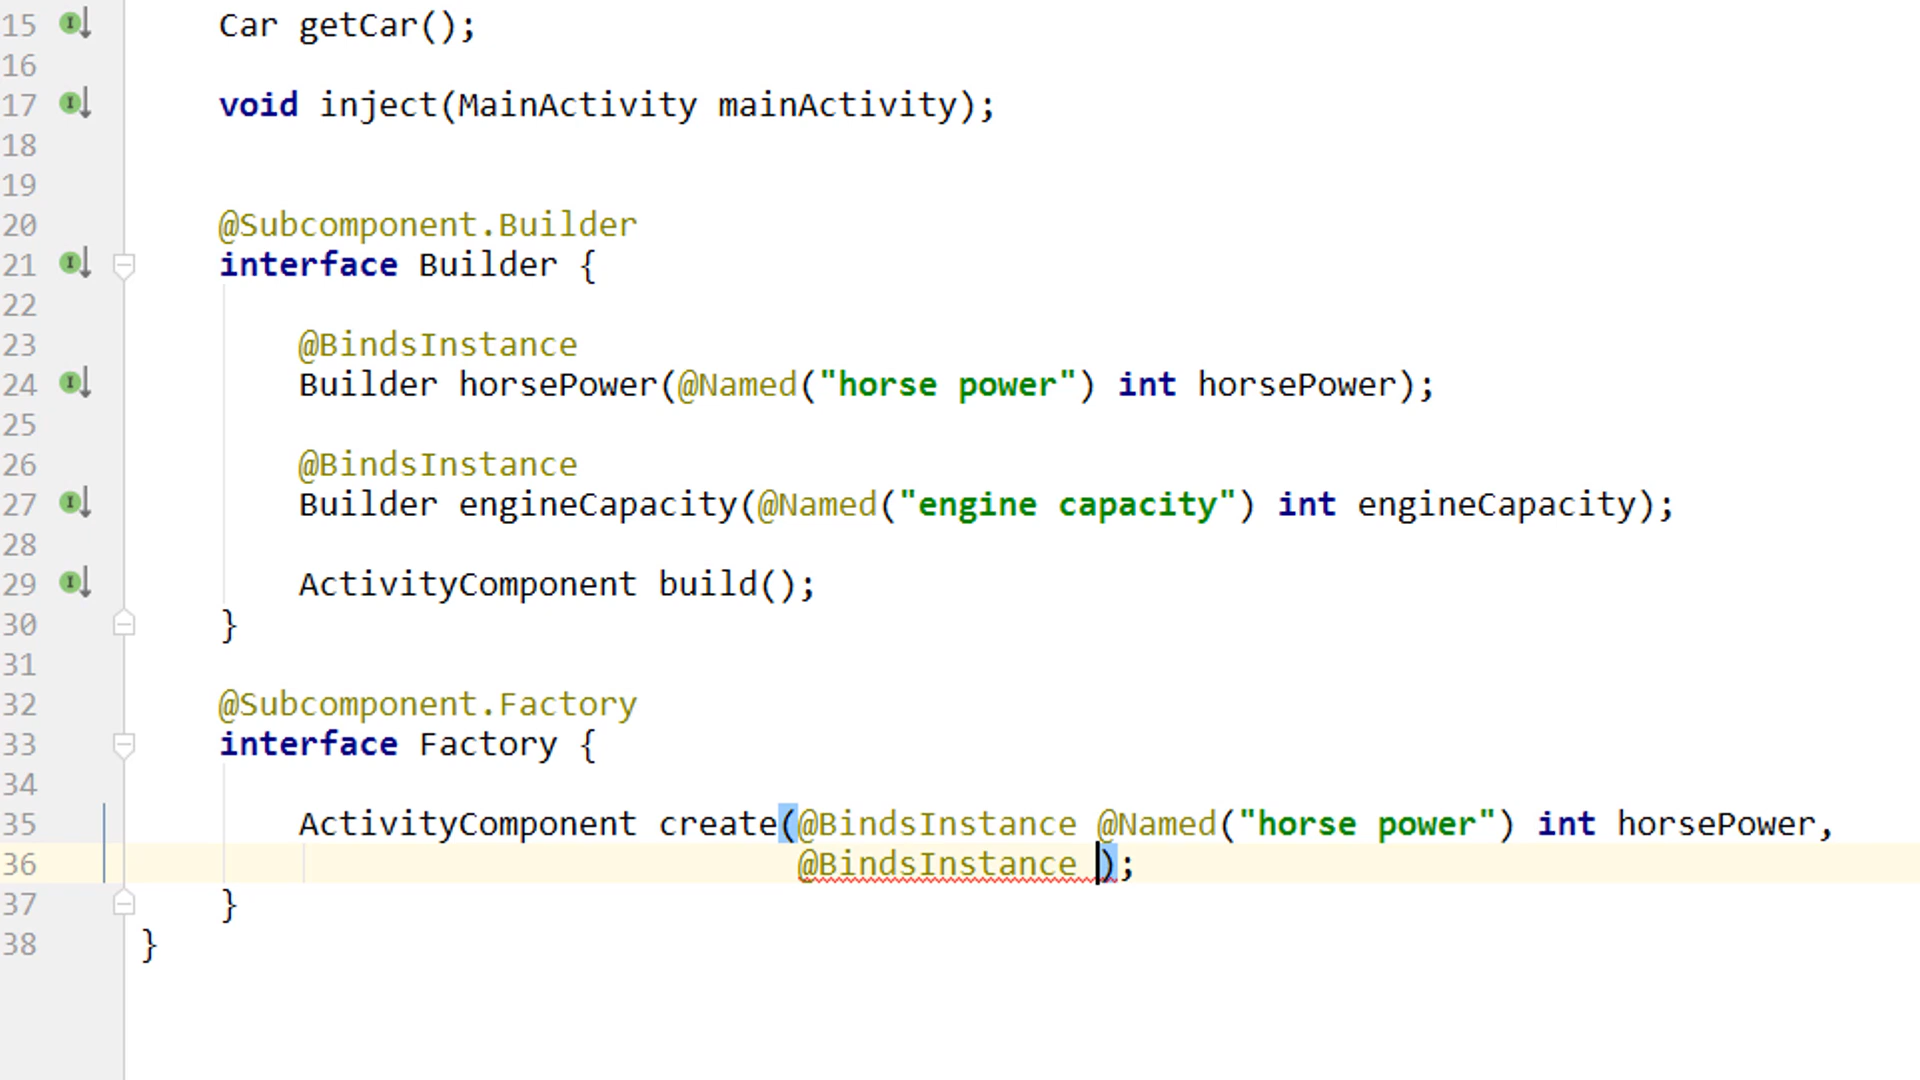 15 Car getCar();
16
17 void inject(MainActivity mainActivity);
18
19
20 @Subcomponent.Builder
21 interface Builder {
22
23 @BindsInstance
24 Builder horsePower(@Named("horse power") int horsePower);
25
26 @BindsInstance
27 Builder engineCapacity(@Named("engine capacity") int engineCapacity);
28
29 ActivityComponent build();
30 }
31
32 @Subcomponent.Factory
33 interface Factory {
34
35 ActivityComponent create(@BindsInstance @Named("horse power") int horsePower,
36 @BindsInstance );
37 }
38 }